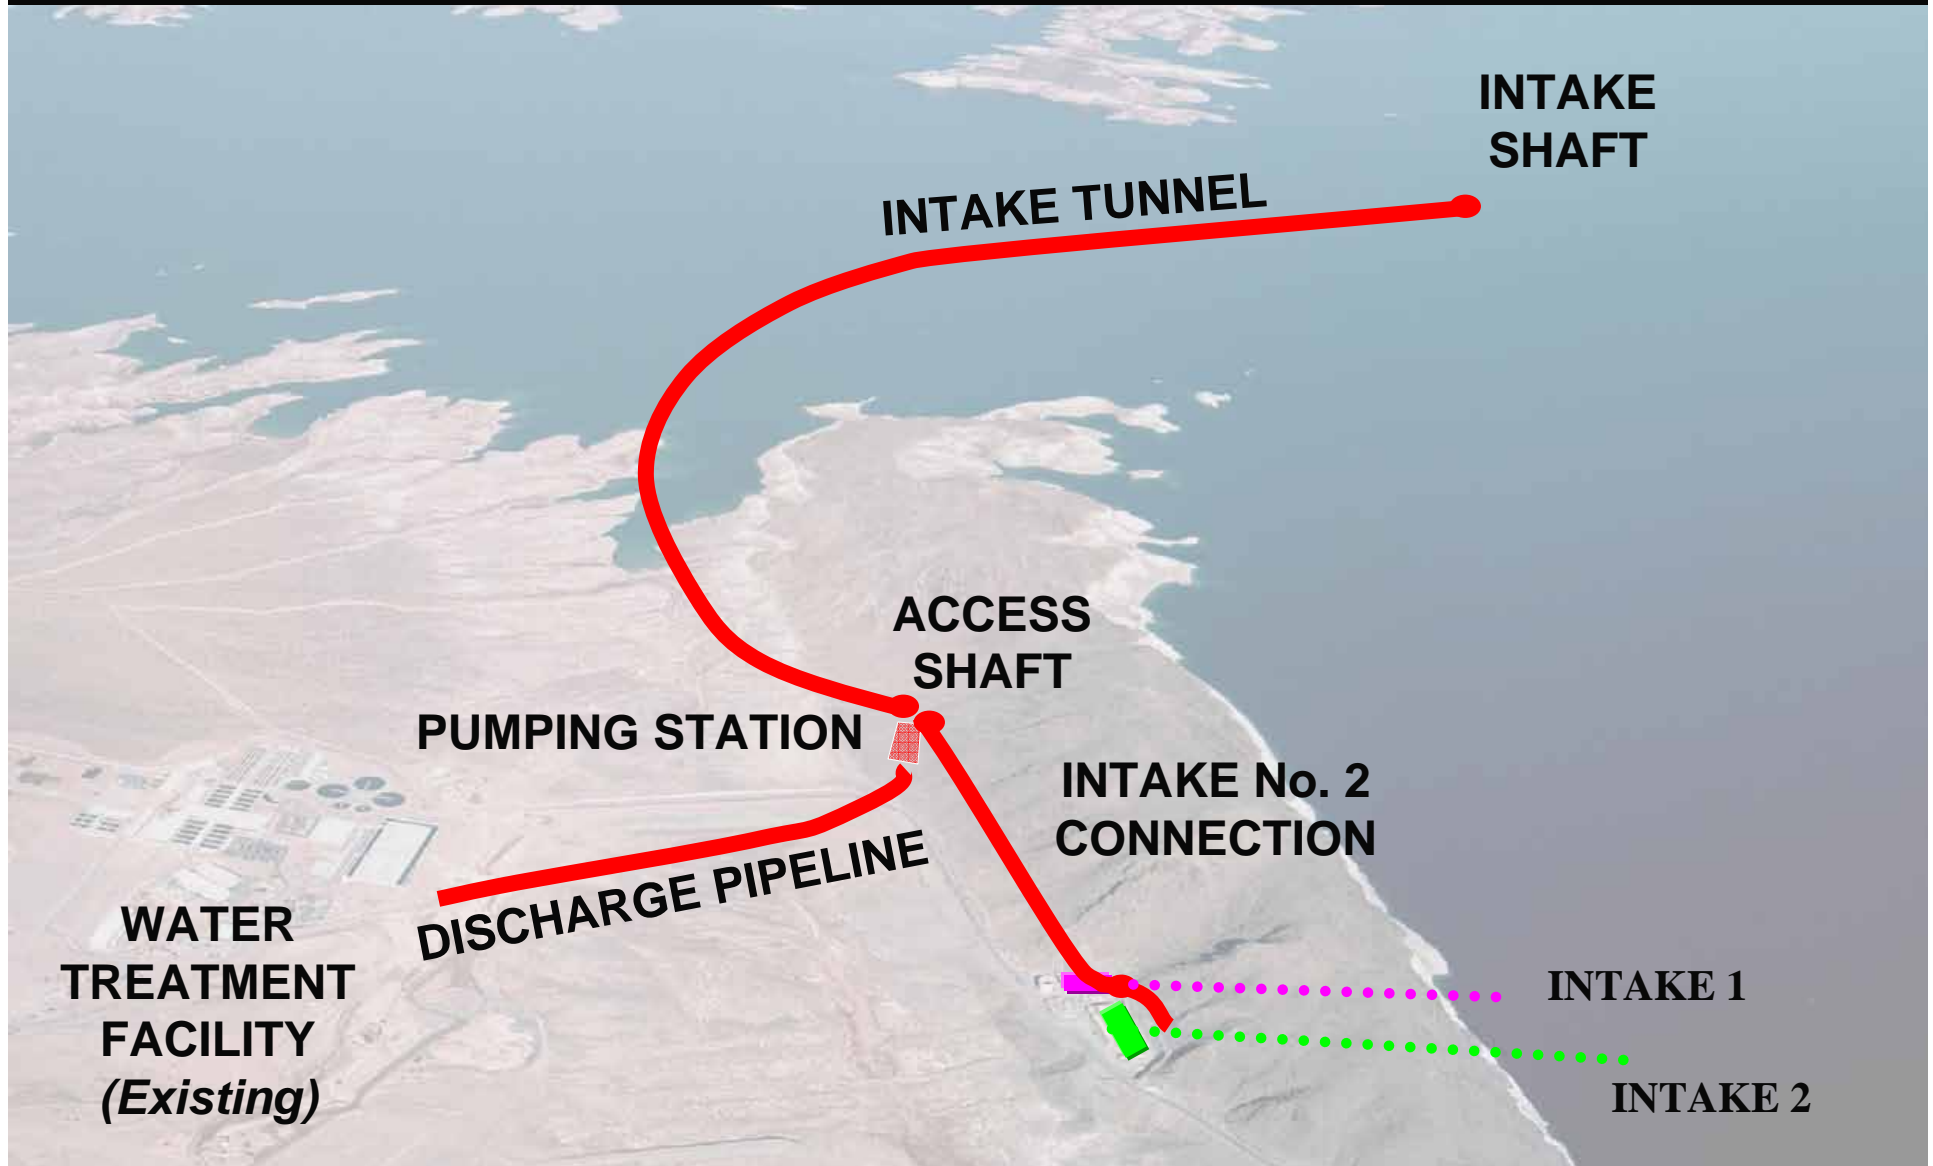 INTAKE
SHAFT
INTAKE TUNNEL
ACCESS
SHAFT
PUMPING STATION
INTAKE No. 2
CONNECTION
DISCHARGE PIPELINE
WATER
TREATMENT
FACILITY
(Existing)
INTAKE 1
INTAKE 2